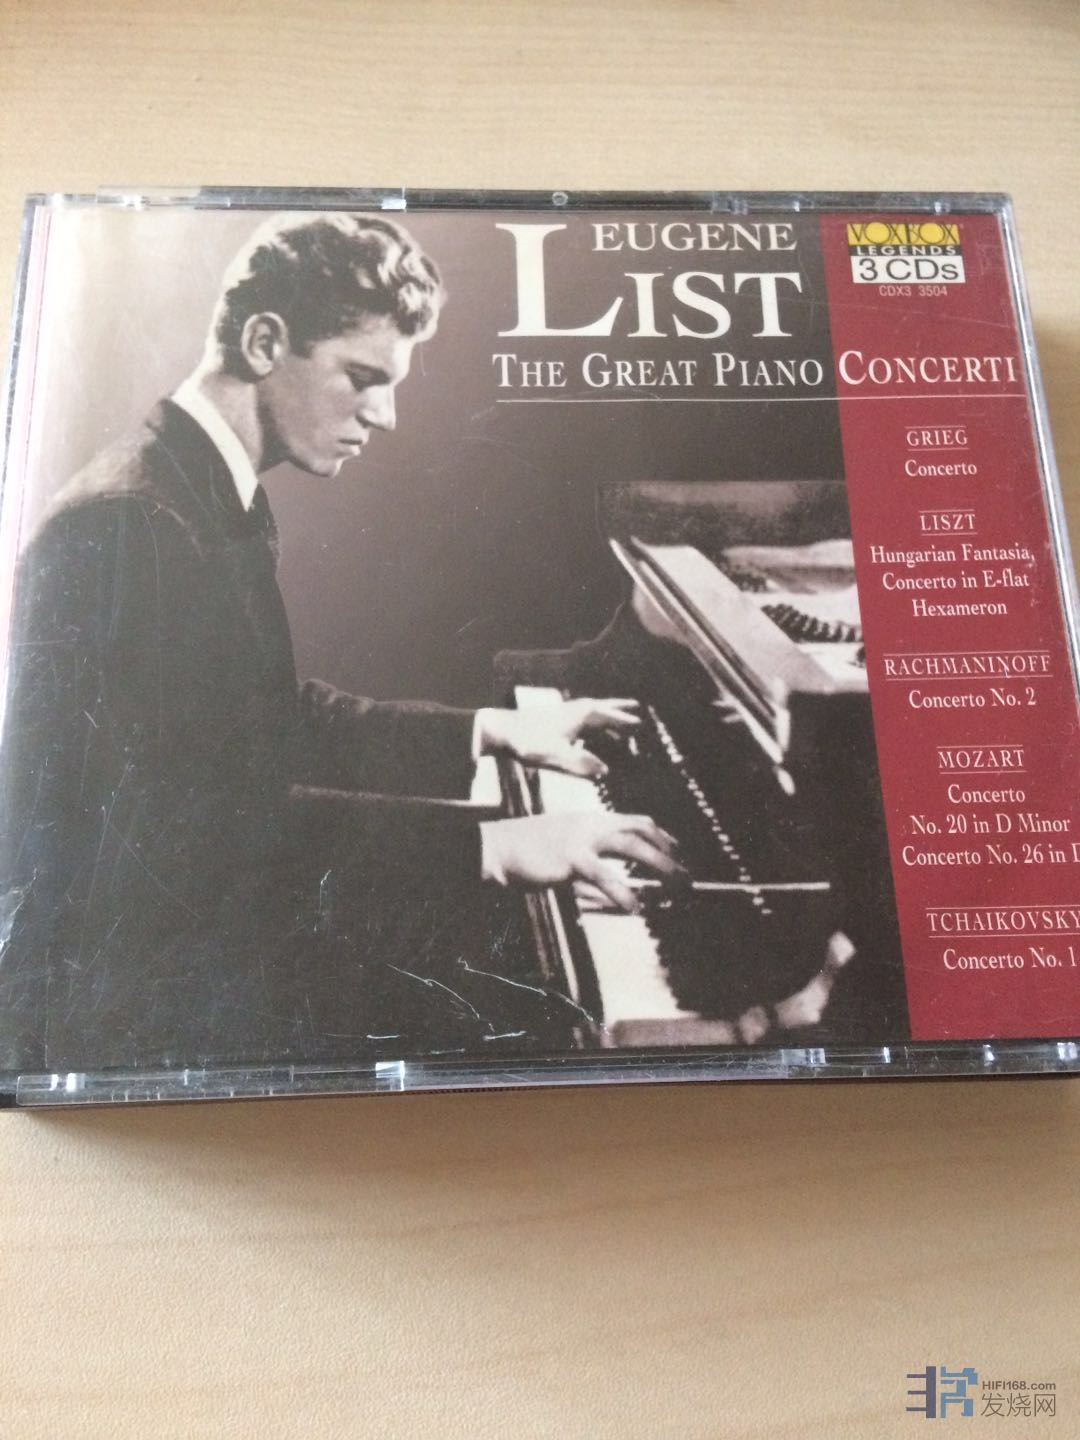 EUGENE
LIST
THE GREAT PIANO CONCERTI
VOXBOX
LEGENDS
3 CDs
CDX3 3504
GRIEG
Concerto
LISZT
Hungarian Fantasia,
Concerto in E-flat
Hexameron
RACHMANINOFF
Concerto No. 2
MOZART
Concerto
No. 20 in D Minor
Concerto No. 26 in D
TCHAIKOVSKY
Concerto No. 1
HIFI168.com
发烧网